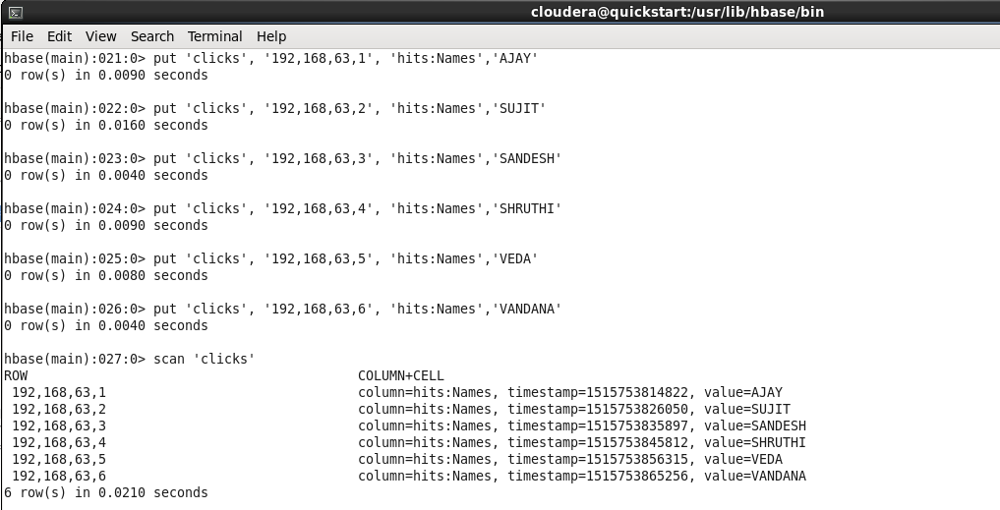 cloudera@quickstart:/usr/lib/hbase/bin
File Edit View Search Terminal Help
hbase(main):021:0> put 'clicks', '192,168,63,1', 'hits:Names','AJAY'
0 row(s) in 0.0090 seconds
hbase(main):022:0> put 'clicks', '192,168,63,2', 'hits:Names','SUJIT'
0 row(s) in 0.0160 seconds
hbase(main):023:0> put 'clicks', '192,168,63,3', 'hits:Names','SANDESH'
0 row(s) in 0.0040 seconds
hbase(main):024:0> put 'clicks', '192,168,63,4', 'hits:Names','SHRUTHI'
0 row(s) in 0.0090 seconds
hbase(main):025:0> put 'clicks', '192,168,63,5', 'hits:Names','VEDA'
0 row(s) in 0.0080 seconds
hbase(main):026:0> put 'clicks', '192,168,63,6', 'hits:Names','VANDANA'
0 row(s) in 0.0040 seconds
hbase(main):027:0> scan 'clicks'
ROW COLUMN+CELL
192,168,63,1 column=hits:Names, timestamp=1515753814822, value=AJAY
192,168,63,2 column=hits:Names, timestamp=1515753826050, value=SUJIT
192,168,63,3 column=hits:Names, timestamp=1515753835897, value=SANDESH
192,168,63,4 column=hits:Names, timestamp=1515753845812, value=SHRUTHI
192,168,63,5 column=hits:Names, timestamp=1515753856315, value=VEDA
192,168,63,6 column=hits:Names, timestamp=1515753865256, value=VANDANA
6 row(s) in 0.0210 seconds